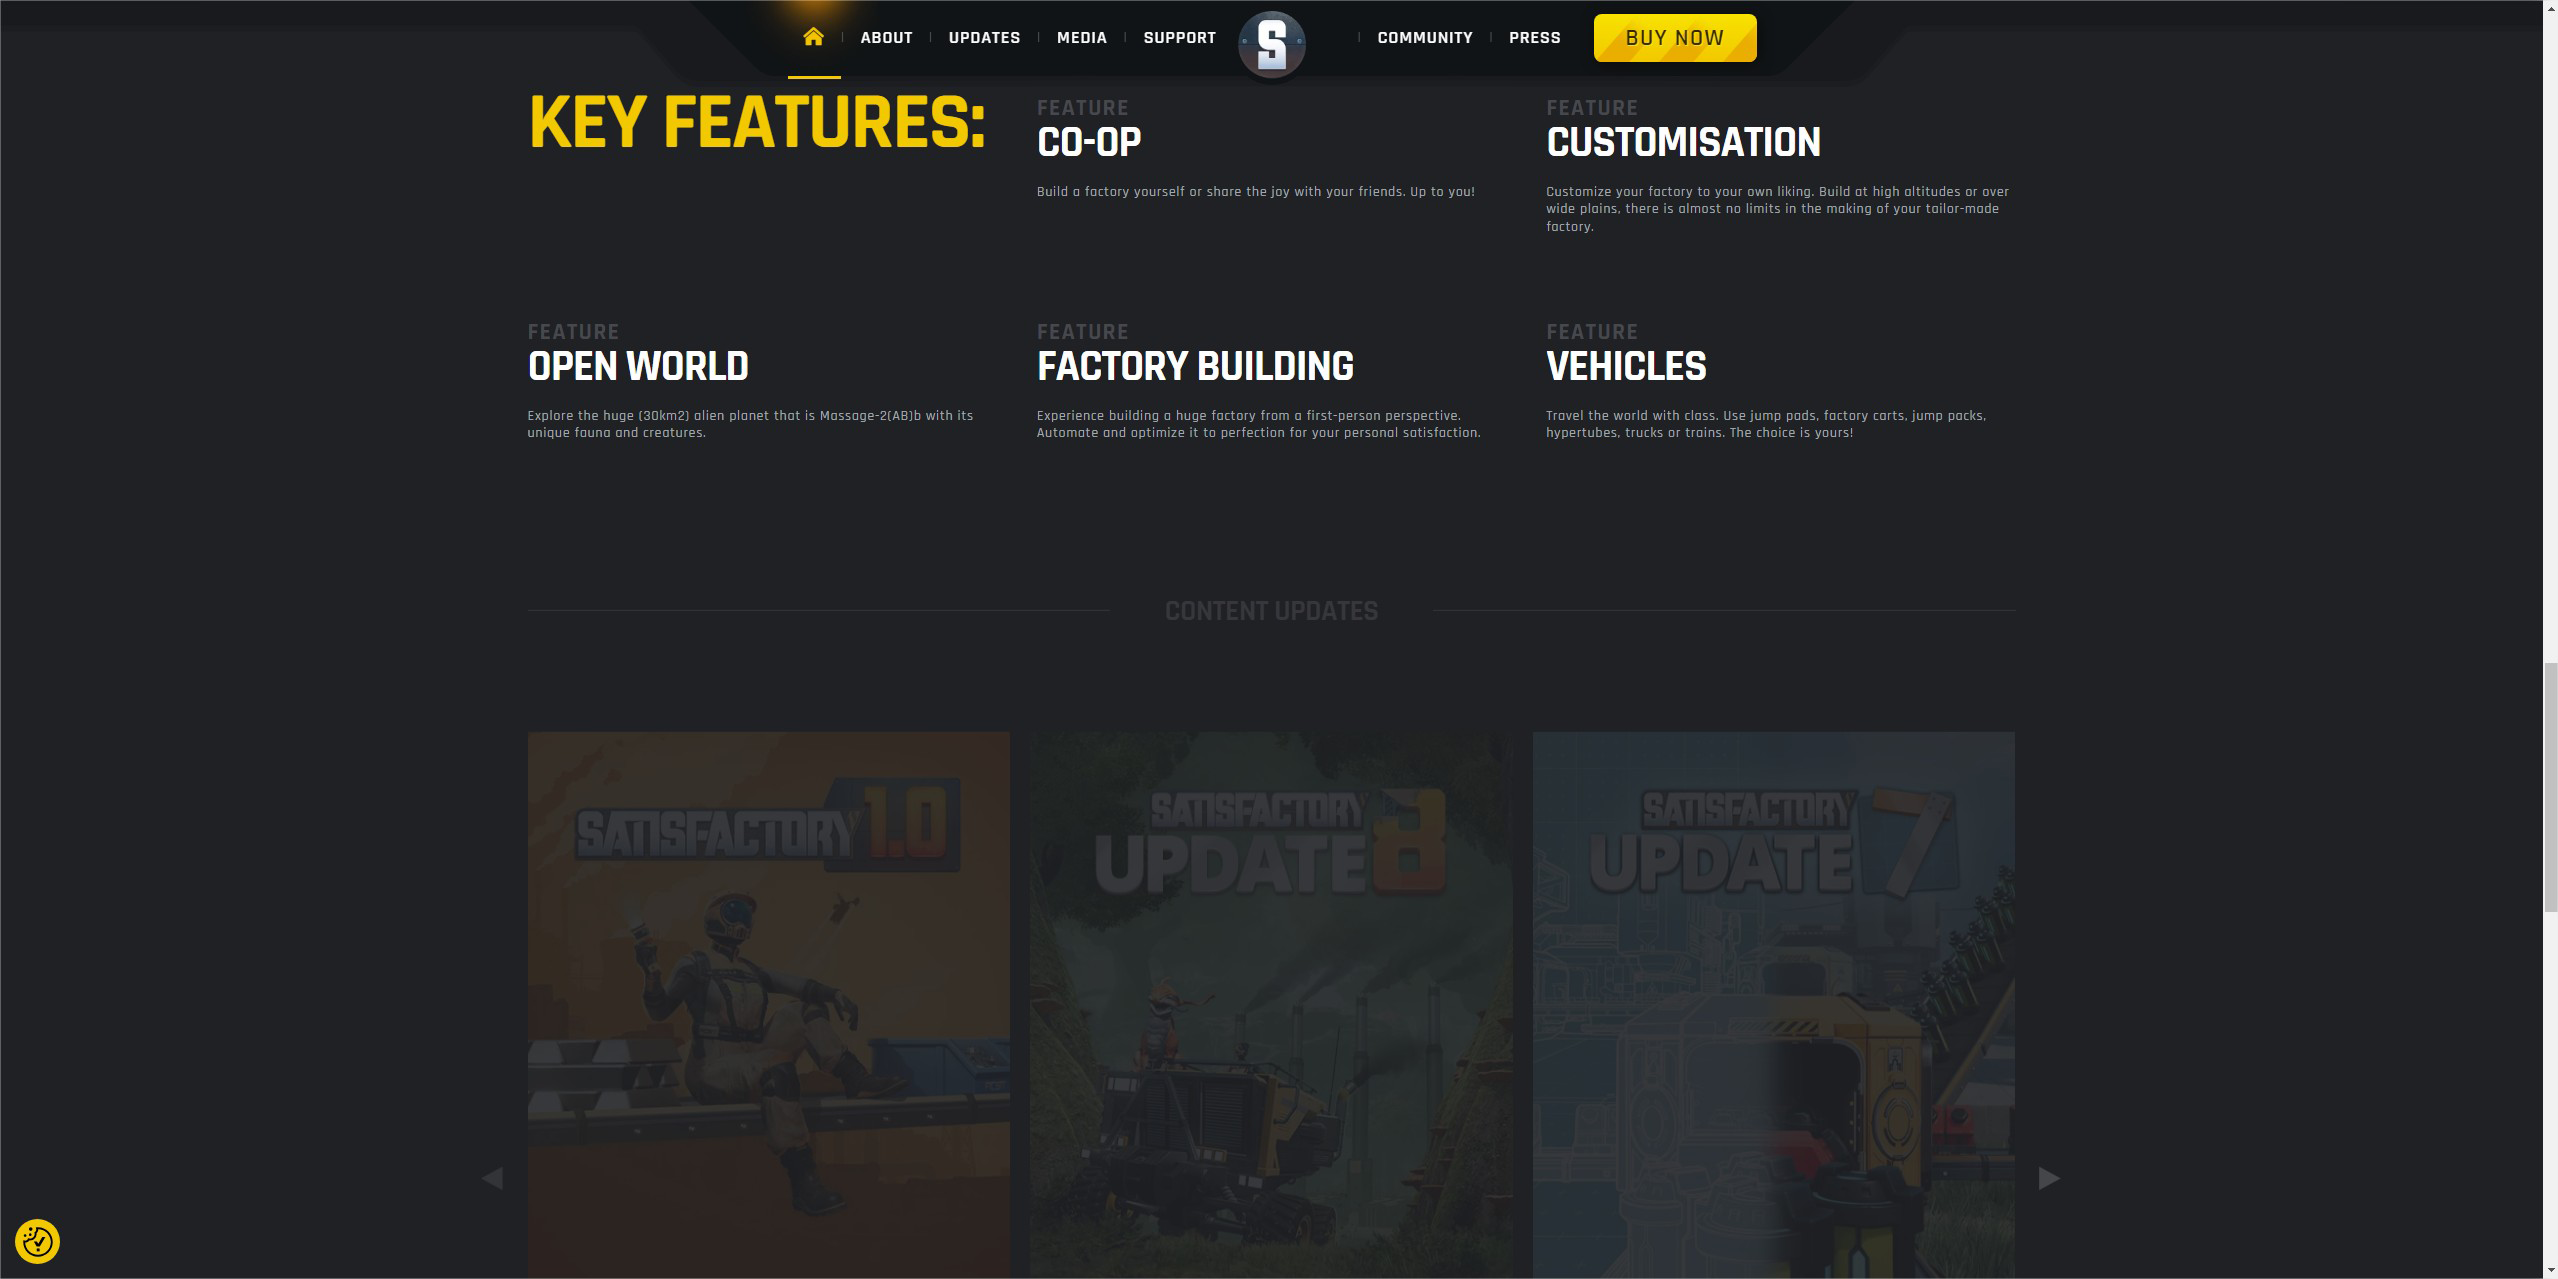 ABOUT
UPDATES
MEDIA
SUPPORT
S
COMMUNITY
PRESS
BUY NOW
KEY FEATURES:
FEATURE
CO-OP
Build a factory yourself or share the joy with your friends. Up to you!
FEATURE
CUSTOMISATION
Customize your factory to your own liking. Build at high altitudes or over
wide plains, there is almost no limits in the making of your tailor-made
factory.
FEATURE
OPEN WORLD
Explore the huge (30km2) alien planet that is Massage-2(AB)b with its
unique fauna and creatures.
FEATURE
FACTORY BUILDING
Experience building a huge factory from a first-person perspective.
Automate and optimize it to perfection for your personal satisfaction.
FEATURE
VEHICLES
Travel the world with class. Use jump pads, factory carts, jump packs,
hypertubes, trucks or trains. The choice is yours!
CONTENT UPDATES
SATISFACTORY 1.0
SATISFACTORY
UPDATE 8
SATISFACTORY
UPDATE 7